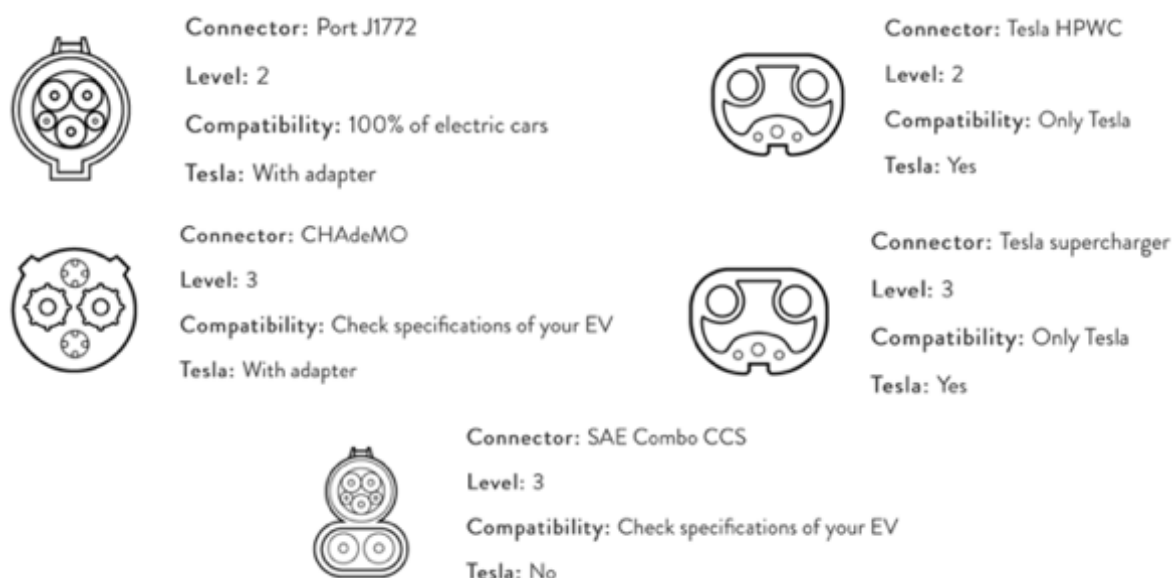 Connector: Port J1772
Level: 2
Compatibility: 100% of electric cars
Tesla: With adapter
Connector: Tesla HPWC
Level: 2
Compatibility: Only Tesla
Tesla: Yes
Connector: CHAdeMO
Level: 3
Compatibility: Check specifications of your EV
Tesla: With adapter
Connector: Tesla supercharger
Level: 3
Compatibility: Only Tesla
Tesla: Yes
Connector: SAE Combo CCS
Level: 3
Compatibility: Check specifications of your EV
Tesla: No